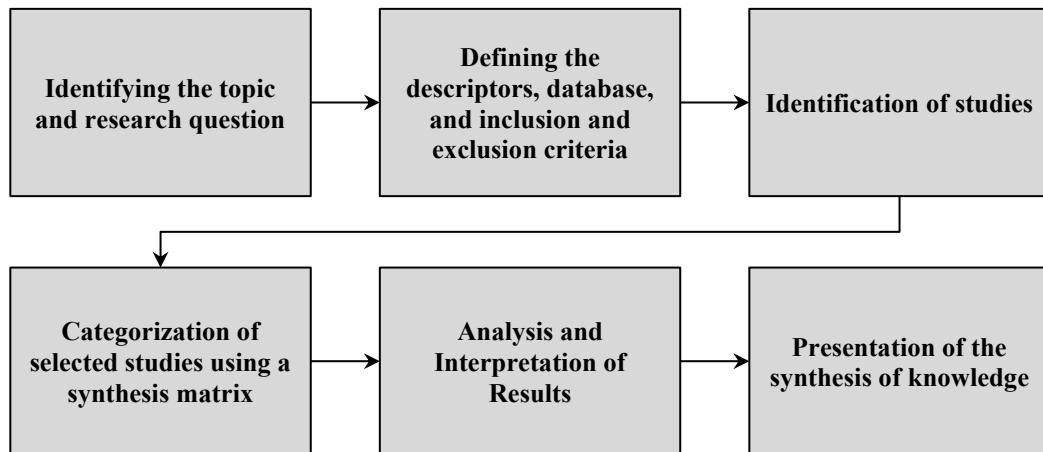 Identifying the topic
and research question
Defining the
descriptors, database,
and inclusion and
exclusion criteria
Identification of studies
Categorization of
selected studies using a
synthesis matrix
Analysis and
Interpretation of
Results
Presentation of the
synthesis of knowledge